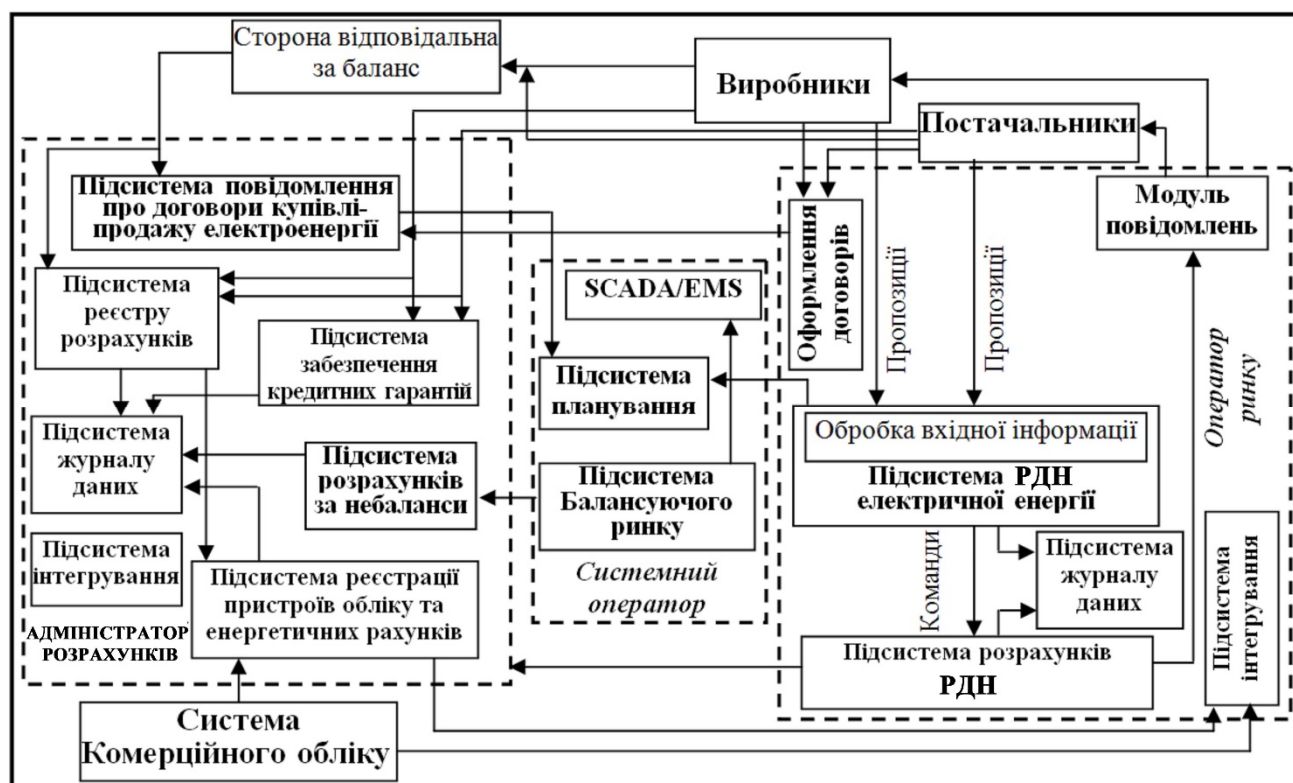 Сторона відповідальна
за баланс
Виробники
Постачальники
Підсистема повідомлення
про договори купівлі-
продажу електроенергії
Підсистема
реєстру
розрахунків
Підсистема
забезпечення
кредитних гарантій
Підсистема
журналу
даних
Підсистема
розрахунків
за небаланси
Підсистема
інтегрування
Підсистема реєстрації
пристроїв обліку та
енергетичних рахунків
АДМІНІСТРАТОР
РОЗРАХУНКІВ
Система
Комерційного обліку
SCADA/EMS
Підсистема
планування
Підсистема
Балансуючого
ринку
Системний
оператор
Оформлення
договорів
Пропозиції
Пропозиції
Модуль
повідомлень
Оператор
ринку
Обробка вхідної інформації
Підсистема РДН
електричної енергії
Команди
Підсистема
журналу
даних
Підсистема розрахунків
РДН
Підсистема
інтегрування